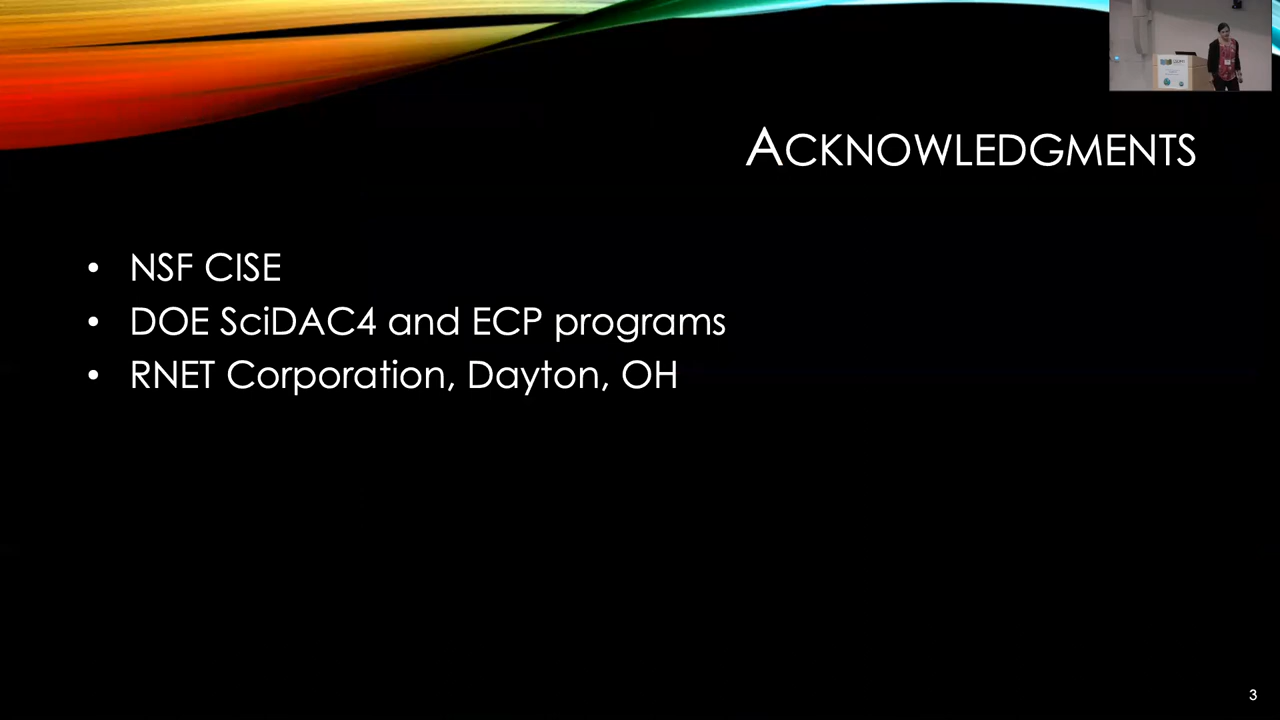 ACKNOWLEDGMENTS
• NSF CISE
• DOE SciDAC4 and ECP programs
• RNET Corporation, Dayton, OH
3